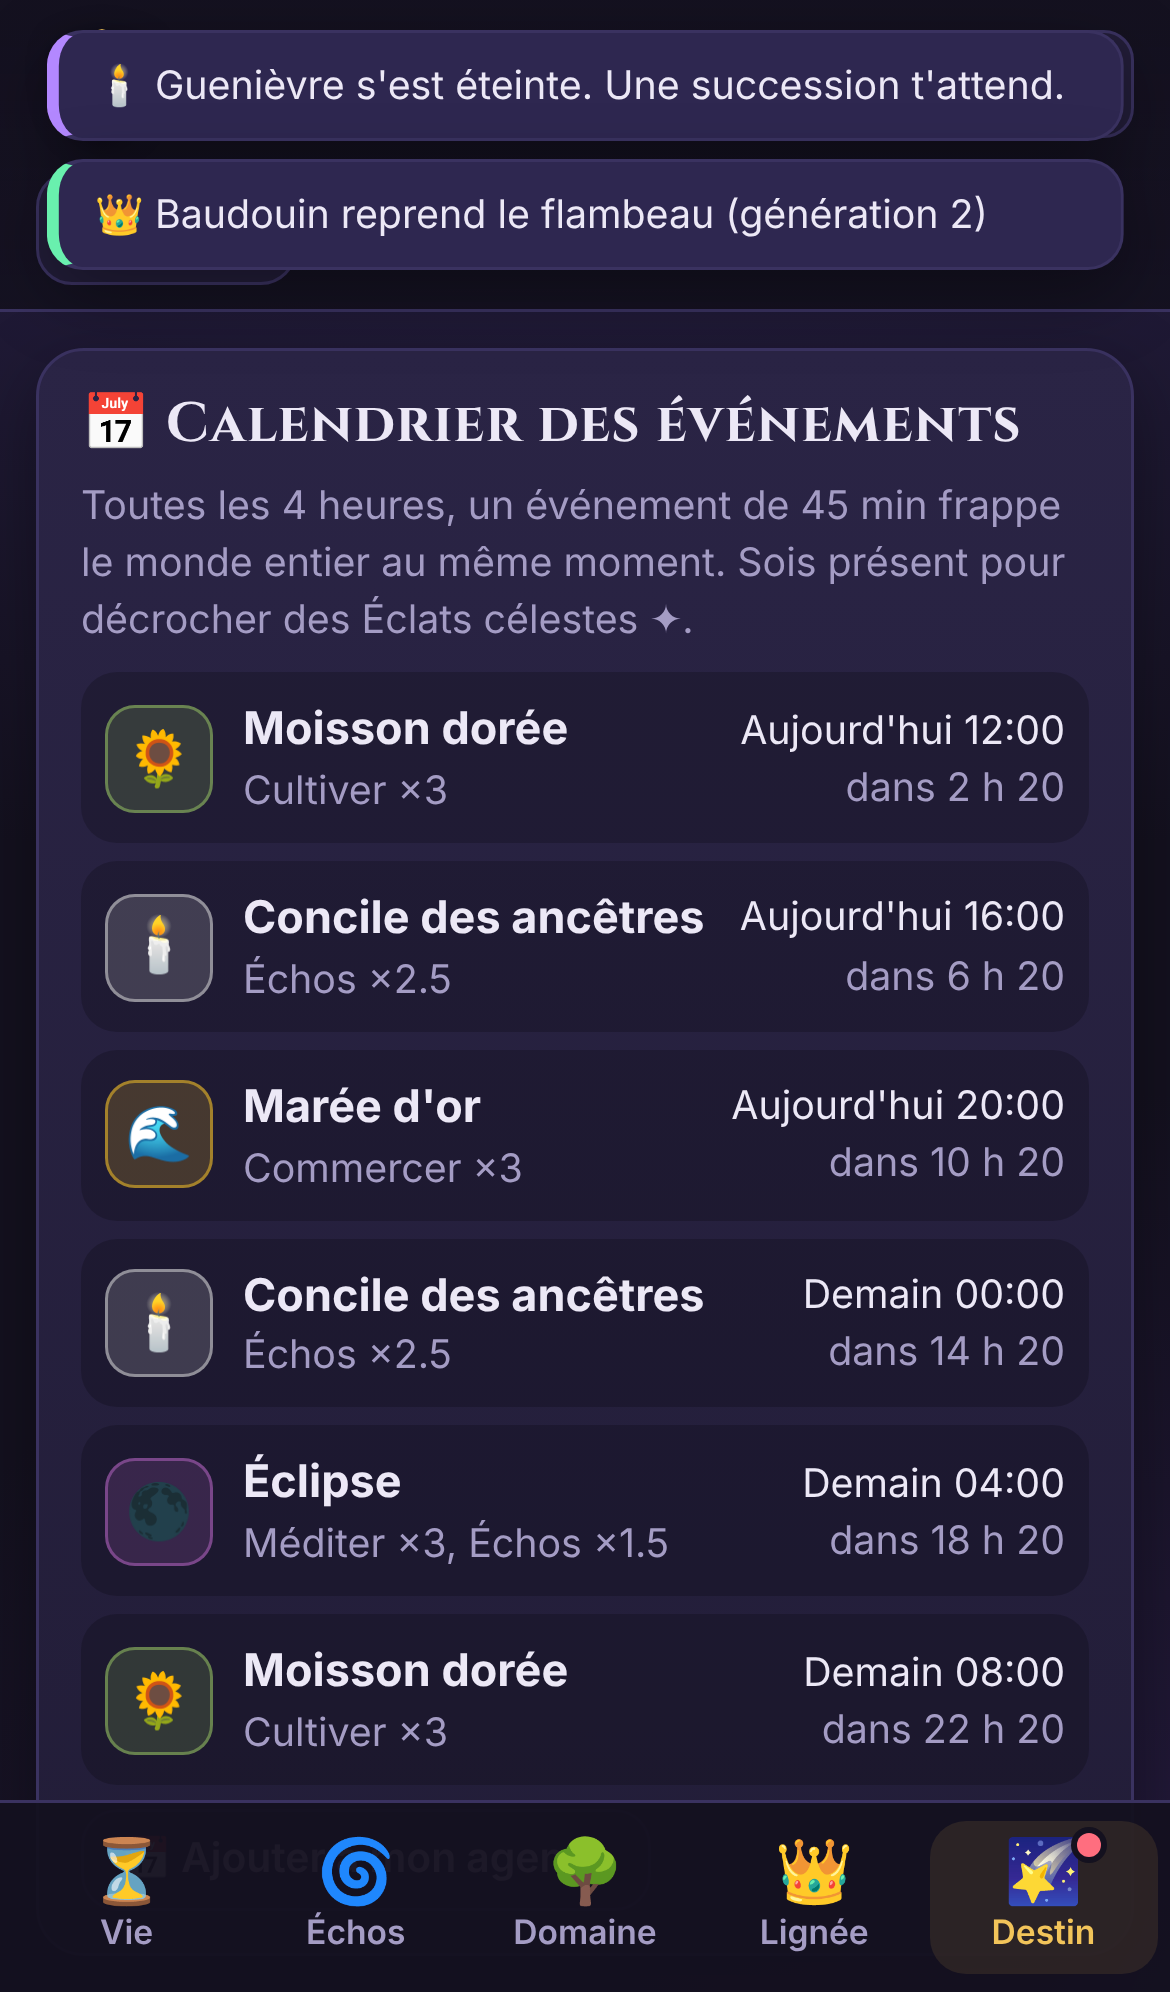 Guenièvre s'est éteinte. Une succession t'attend.
Baudouin reprend le flambeau (génération 2)
July
17
Calendrier des événements
Toutes les 4 heures, un événement de 45 min frappe
le monde entier au même moment. Sois présent pour
décrocher des Éclats célestes ✦.
Moisson dorée
Aujourd'hui 12:00
Cultiver ×3
dans 2 h 20
Concile des ancêtres
Aujourd'hui 16:00
Échos ×2.5
dans 6 h 20
Marée d'or
Aujourd'hui 20:00
Commercer ×3
dans 10 h 20
Concile des ancêtres
Demain 00:00
Échos ×2.5
dans 14 h 20
Éclipse
Demain 04:00
Méditer ×3, Échos ×1.5
dans 18 h 20
Moisson dorée
Demain 08:00
Cultiver ×3
dans 22 h 20
Ajouter mon
Vie
Échos
Domaine
Lignée
Destin